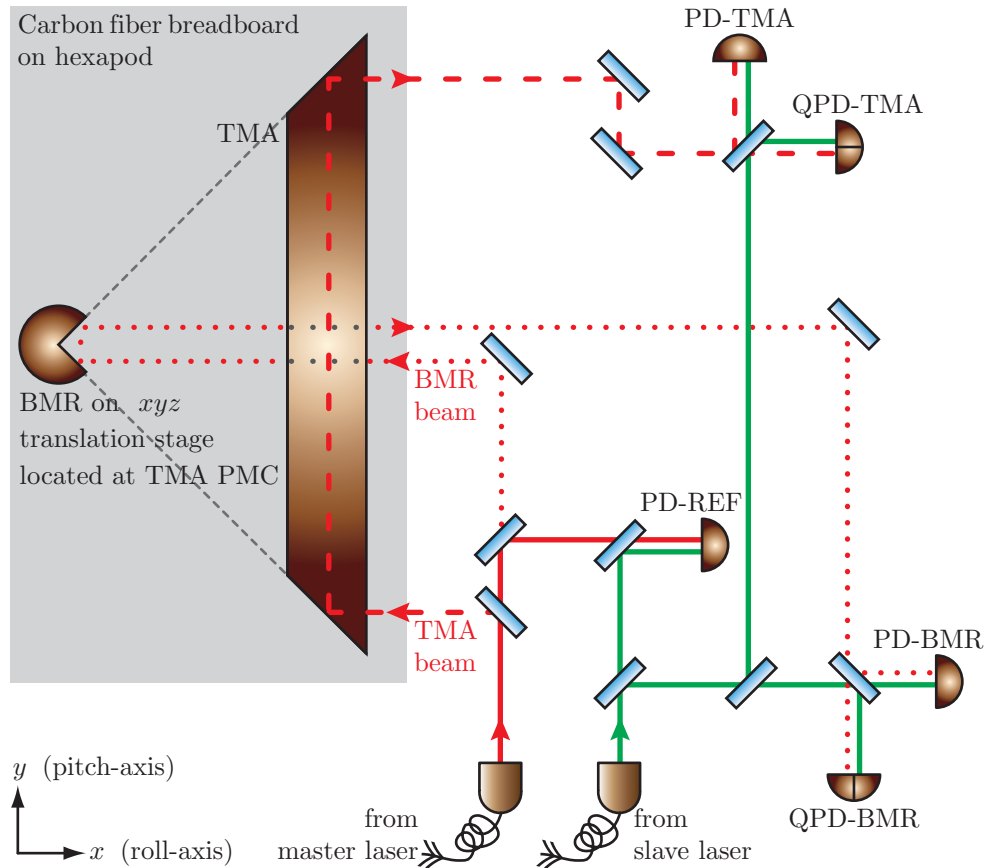 Carbon fiber breadboard
on hexapod
PD-TMA
QPD-TMA
TMA
BMR
beam
BMR on xyz
translation stage
located at TMA PMC
PD-REF
TMA
beam
PD-BMR
QPD-BMR
y (pitch-axis)
x (roll-axis)
from
master laser
from
slave laser